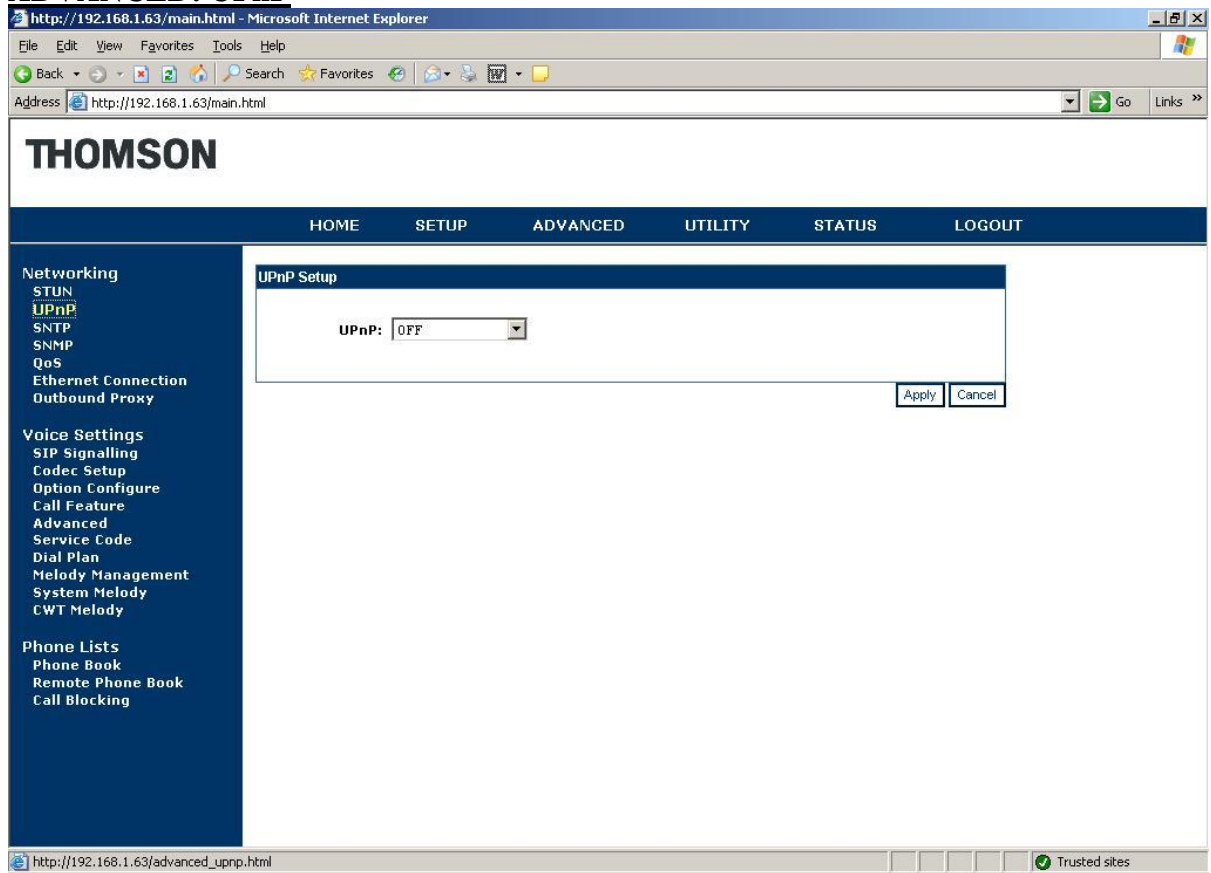 ADVANCED: UPnP
http://192.168.1.63/main.html - Microsoft Internet Explorer
File Edit View Favorites Tools Help
Back Search Favorites
Address http://192.168.1.63/main.html Go Links »
THOMSON
HOME SETUP ADVANCED UTILITY STATUS LOGOUT
Networking
STUN
UPnP
SNTP
SNMP
QoS
Ethernet Connection
Outbound Proxy
Voice Settings
SIP Signalling
Codec Setup
Option Configure
Call Feature
Advanced
Service Code
Dial Plan
Melody Management
System Melody
CWT Melody
Phone Lists
Phone Book
Remote Phone Book
Call Blocking
UPnP Setup
UPnP: OFF
Apply Cancel
http://192.168.1.63/advanced_upnp.html Trusted sites